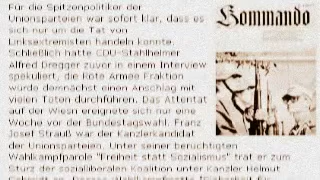 Für die Spitzenpolitiker der
Unionsparteien war sofort klar, dass es
sich nur um die Tat von
Linksextremisten handeln konnte.
Schließlich hatte CDU-Stahlhelmer
Alfred Dregger zuvor in einem Interview
spekuliert, die Rote Armee Fraktion
würde demnächst einen Anschlag mit
vielen Toten durchführen. Das Attentat
auf der Wiesn ereignete sich nur eine
Woche vor der Bundestagswahl. Franz
Josef Strauß war der Kanzlerkandidat
der Unionsparteien. Unter seiner berüchtigten
Wahlkampfparole "Freiheit statt Sozialismus" trat er zum
Sturz der sozialliberalen Koalition unter Kanzler Helmut
Kommando